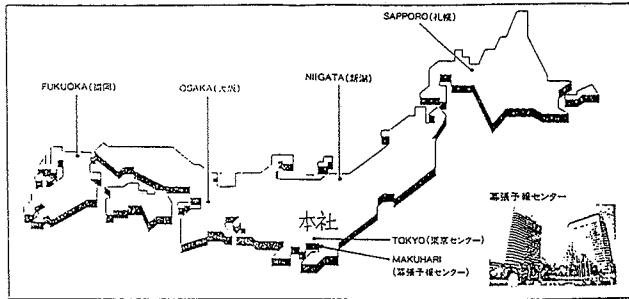 SAPPORO(札幌)
FUKUOKA(福岡)
OSAKA(大阪)
NIIGATA(新潟)
幕張予報センター
本社
TOKYO(東京センター)
MAKUHARI
(幕張予報センター)